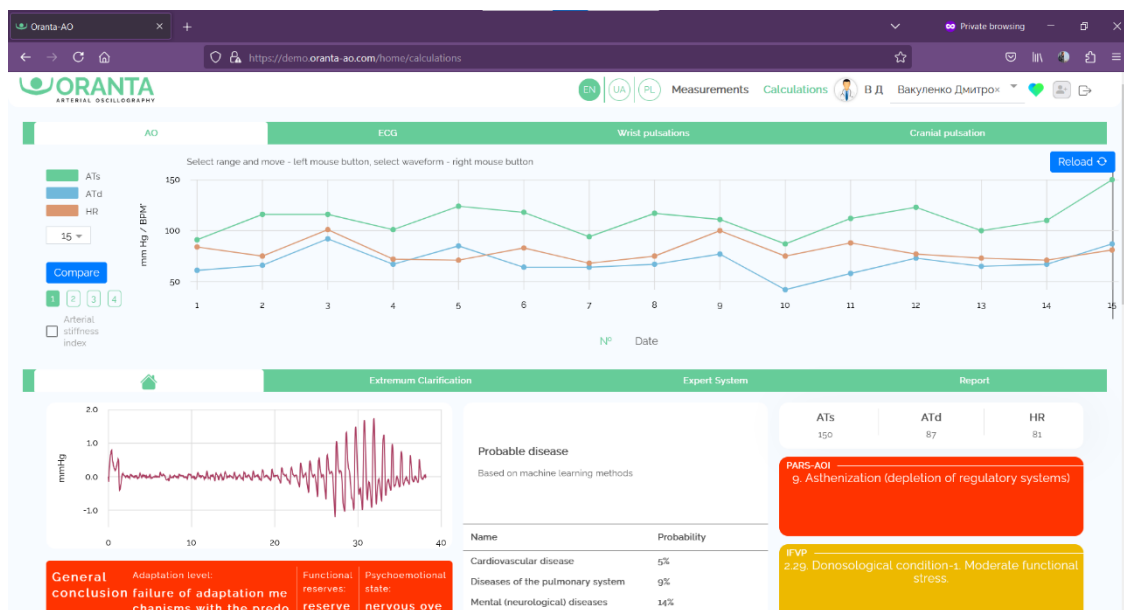 Oranta-AO
Private browsing
https://demo.oranta-ao.com/home/calculations
ORANTA
ARTERIAL OSCILLOGRAPHY
EN UA PL Measurements Calculations В Д Вакуленко Дмитро
AO ECG Wrist pulsations Cranial pulsation
Select range and move - left mouse button, select waveform - right mouse button
Reload
ATs
ATd
HR
15
Compare
1 2 3 4
Arterial
stiffness
index
mm Hg / BPM'
150
100
50
1 2 3 4 5 6 7 8 9 10 11 12 13 14 15
Nº Date
Extremum Clarification Expert System Report
mmHg
2.0
1.0
0.0
-1.0
0 10 20 30 40
Probable disease
Based on machine learning methods
Name Probability
Cardiovascular disease 5%
Diseases of the pulmonary system 9%
Mental (neurological) diseases 14%
ATs ATd HR
150 87 81
PARS-AOI
9. Asthenization (depletion of regulatory systems)
IFVP
2.29. Donosological condition-1. Moderate functional
stress.
General
conclusion
Adaptation level:
failure of adaptation me
chanisms with the predo
Functional
reserves:
reserve
Psychoemotional
state:
nervous ove